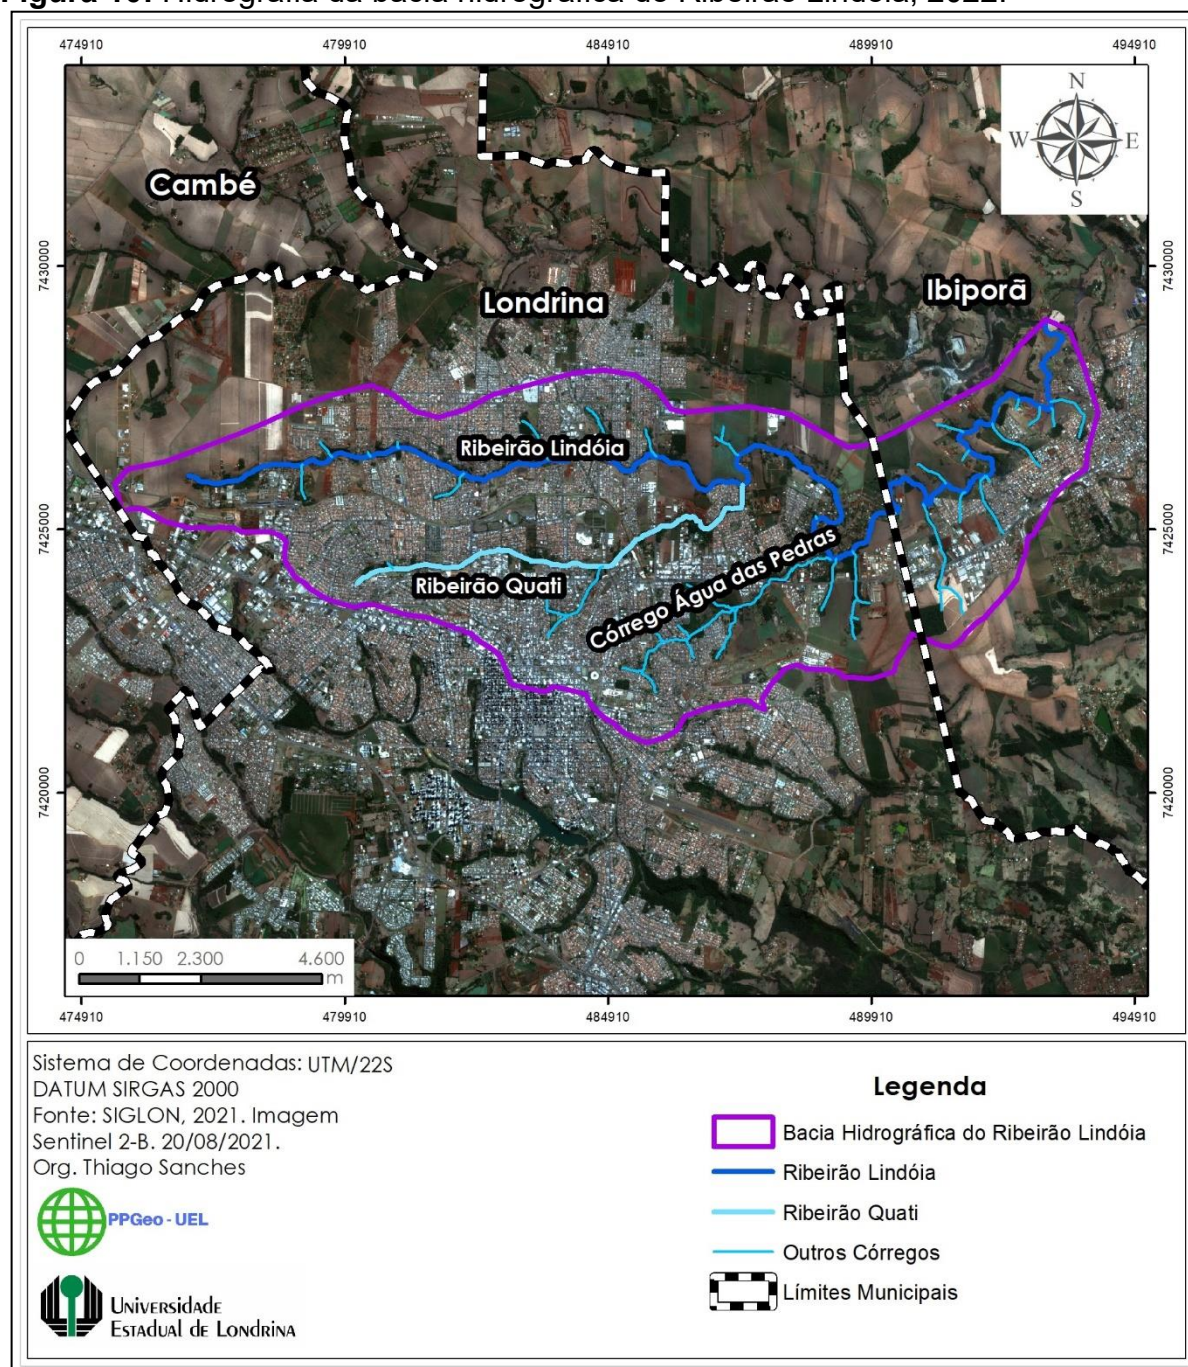 Figura 10. Hidrografia da bacia hidrográfica do Ribeirão Lindóia, 2022.
474910 479910 484910 489910 494910
N
W E
S
Cambé
7430000 7430000
Londrina
Ibiporã
Ribeirão Lindóia
7425000 7425000
Ribeirão Quati
Córrego Água das Pedras
7420000 7420000
0 1.150 2.300 4.600
m
474910 479910 484910 489910 494910
Sistema de Coordenadas: UTM/22S
DATUM SIRGAS 2000
Fonte: SIGLON, 2021. Imagem
Sentinel 2-B. 20/08/2021.
Org. Thiago Sanches
PPGeo - UEL
Universidade
Estadual de Londrina
Legenda
Bacia Hidrográfica do Ribeirão Lindóia
Ribeirão Lindóia
Ribeirão Quati
Outros Córregos
Límites Municipais